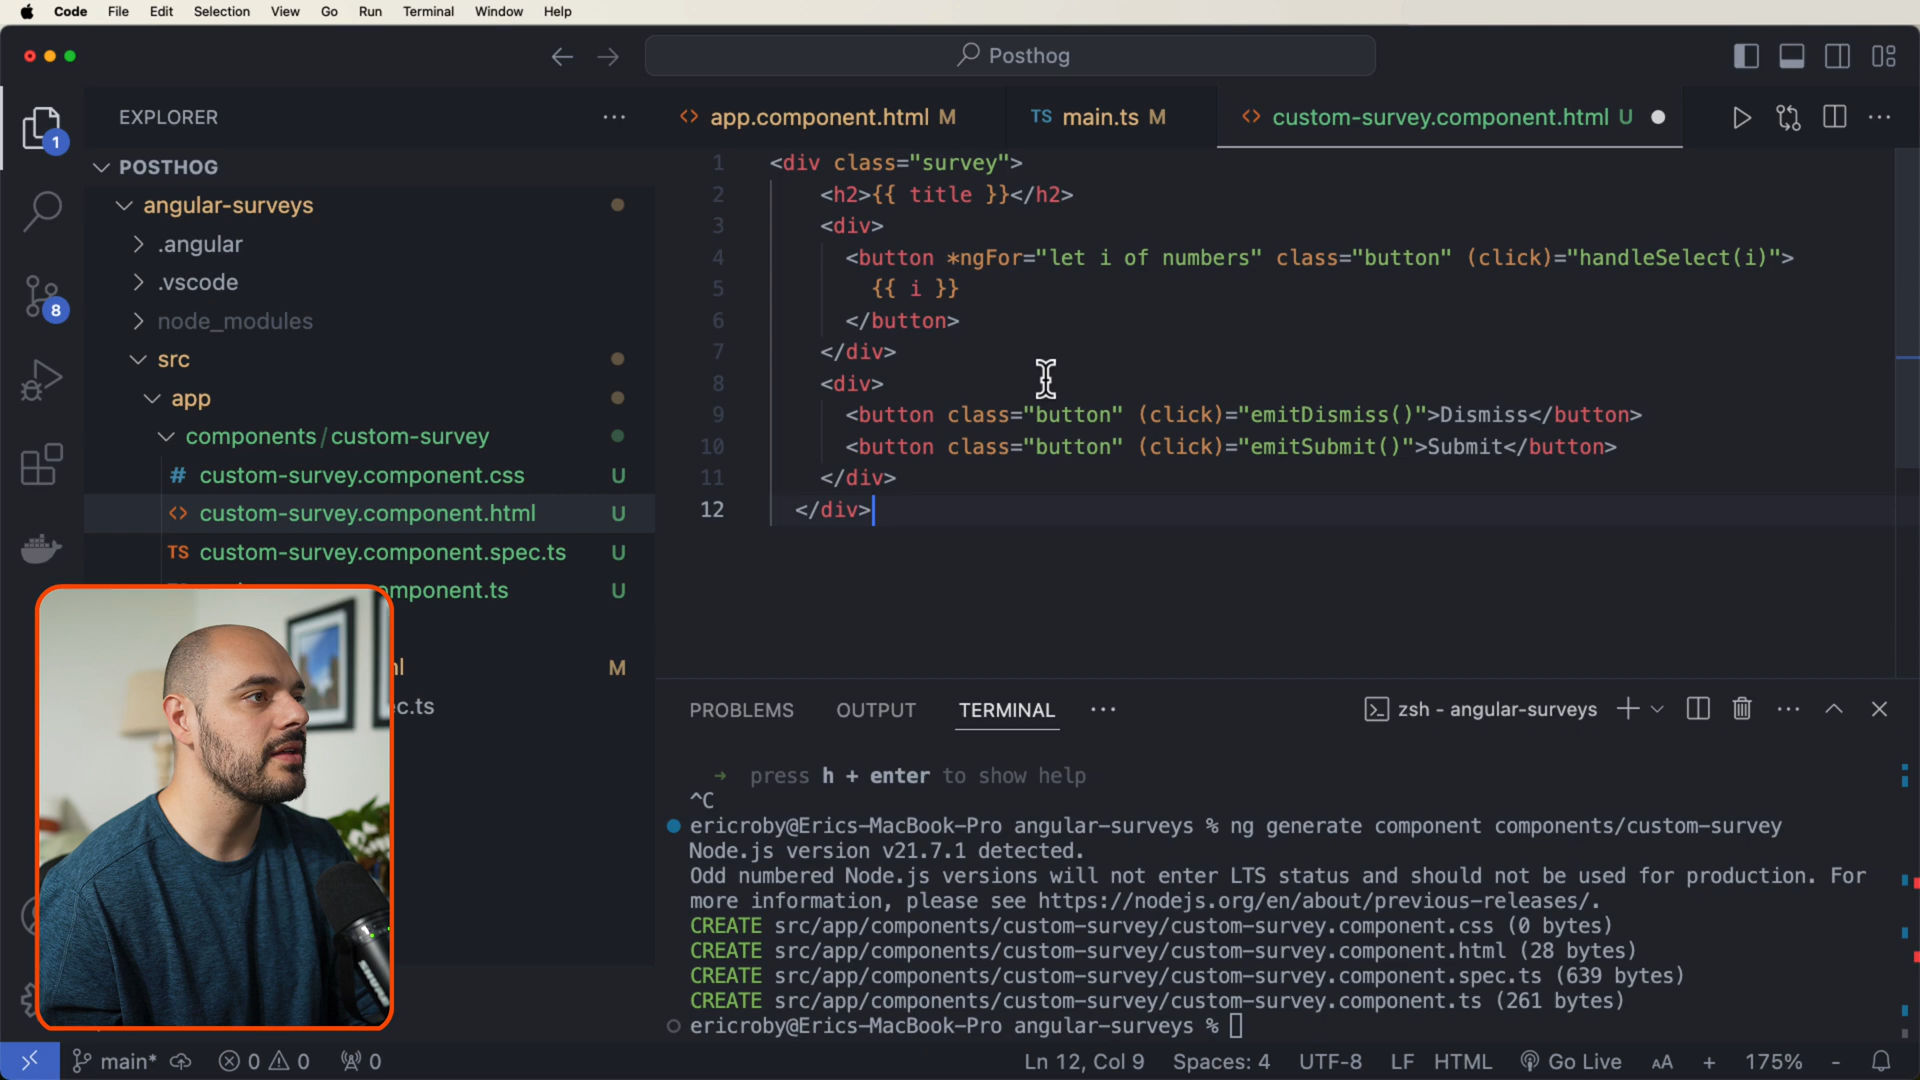 Code File Edit Selection View Go Run Terminal Window Help
Posthog
EXPLORER
app.component.html M
TS main.ts M
custom-survey.component.html U
1
POSTHOG
angular-surveys
.angular
.vscode
node_modules
src
app
components/custom-survey
# custom-survey.component.css U
<> custom-survey.component.html U
TS custom-survey.component.spec.ts U
mponent.ts U
M
c.ts
8
1 <div class="survey">
2 <h2>{{ title }}</h2>
3 <div>
4 <button *ngFor="let i of numbers" class="button" (click)="handleSelect(i)">
5 {{ i }}
6 </button>
7 </div>
8 <div>
9 <button class="button" (click)="emitDismiss()">Dismiss</button>
10 <button class="button" (click)="emitSubmit()">Submit</button>
11 </div>
12 </div>
PROBLEMS OUTPUT TERMINAL
zsh - angular-surveys
➜ press h + enter to show help
^C
ericroby@Erics-MacBook-Pro angular-surveys % ng generate component components/custom-survey
Node.js version v21.7.1 detected.
Odd numbered Node.js versions will not enter LTS status and should not be used for production. For
more information, please see https://nodejs.org/en/about/previous-releases/.
CREATE src/app/components/custom-survey/custom-survey.component.css (0 bytes)
CREATE src/app/components/custom-survey/custom-survey.component.html (28 bytes)
CREATE src/app/components/custom-survey/custom-survey.component.spec.ts (639 bytes)
CREATE src/app/components/custom-survey/custom-survey.component.ts (261 bytes)
ericroby@Erics-MacBook-Pro angular-surveys %
main* 0 0 0
Ln 12, Col 9 Spaces: 4 UTF-8 LF HTML Go Live AA + 175% -